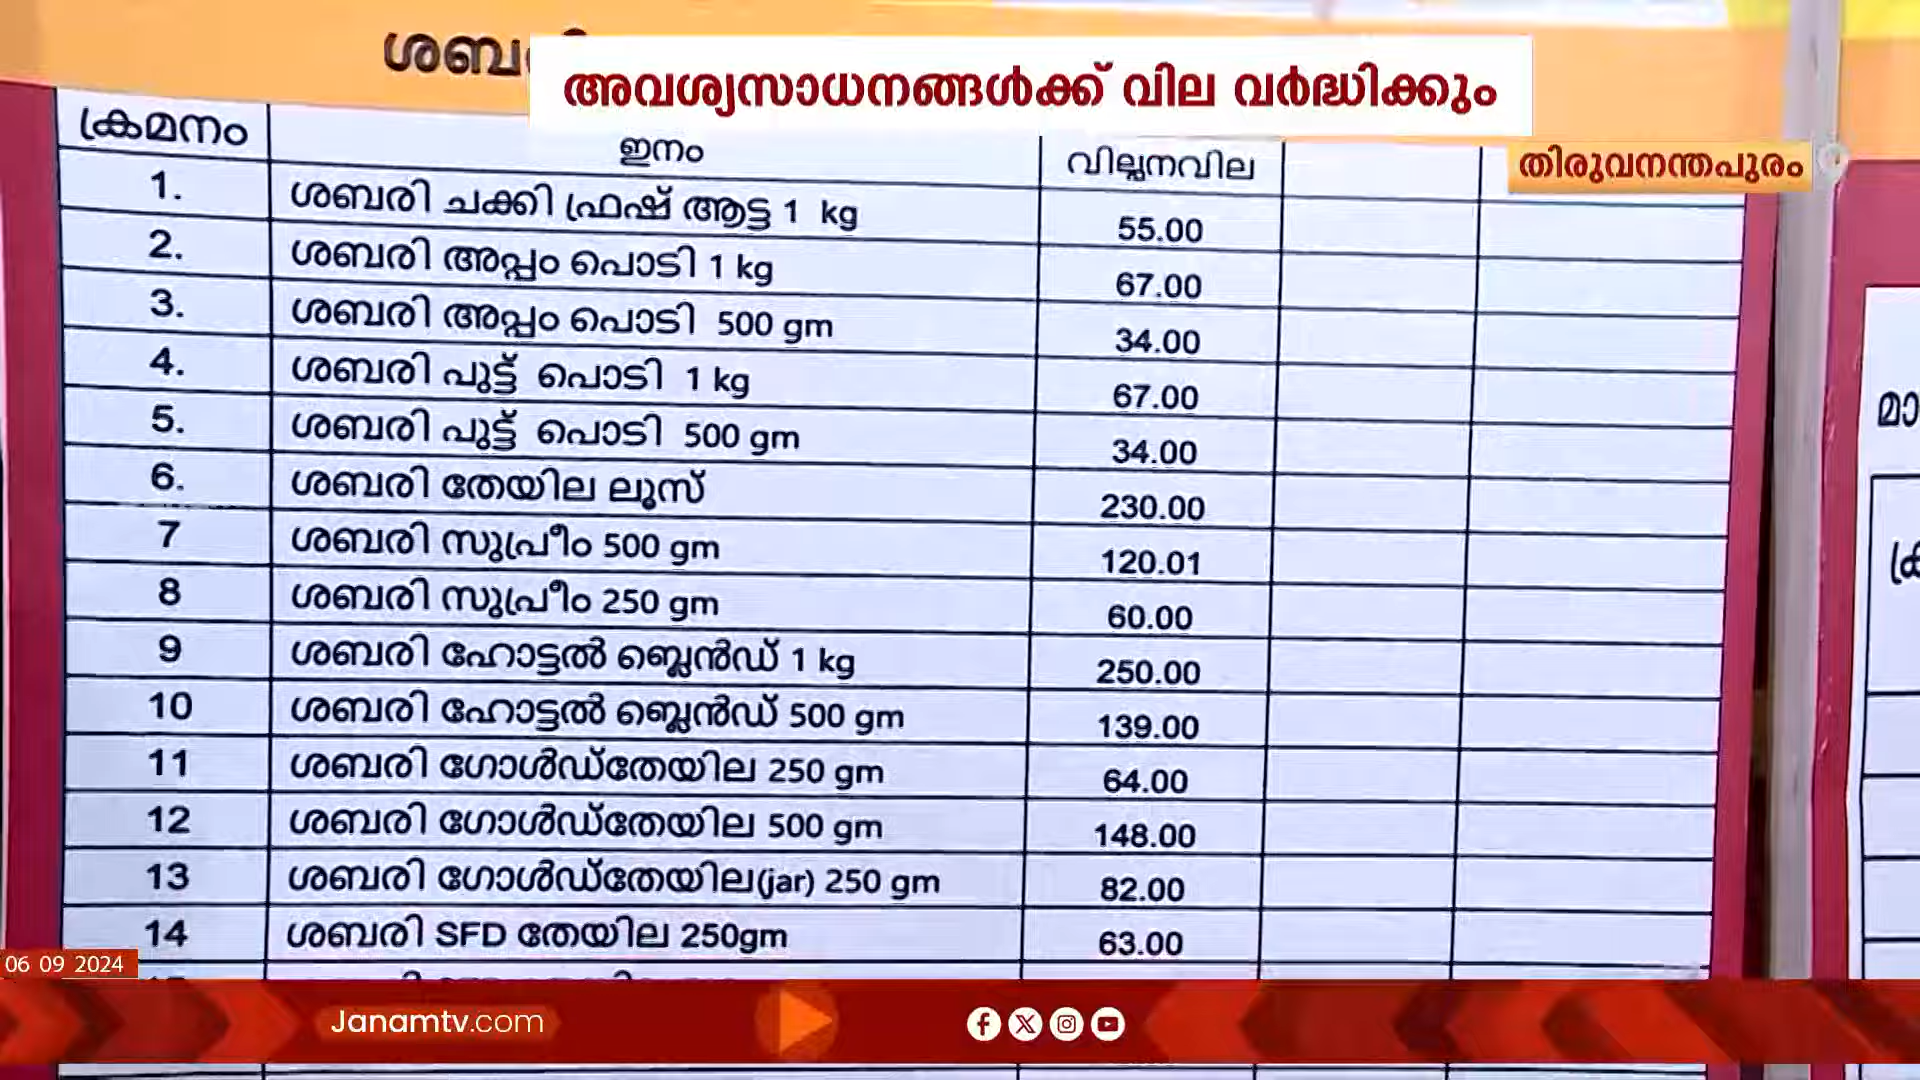 അവശ്യസാധനങ്ങൾക്ക് വില വർദ്ധിക്കും
തിരുവനന്തപുരം
ക്രമനം ഇനം വില്പനവില
1. ശബരി ചക്കി ഫ്രഷ് ആട്ട 1 kg 55.00
2. ശബരി അപ്പം പൊടി 1 kg 67.00
3. ശബരി അപ്പം പൊടി 500 gm 34.00
4. ശബരി പുട്ട് പൊടി 1 kg 67.00
5. ശബരി പുട്ട് പൊടി 500 gm 34.00
6. ശബരി തേയില ലൂസ് 230.00
7 ശബരി സുപ്രീം 500 gm 120.01
8 ശബരി സുപ്രീം 250 gm 60.00
9 ശബരി ഹോട്ടൽ ബ്ലെൻഡ് 1 kg 250.00
10 ശബരി ഹോട്ടൽ ബ്ലെൻഡ് 500 gm 139.00
11 ശബരി ഗോൾഡ്തേയില 250 gm 64.00
12 ശബരി ഗോൾഡ്തേയില 500 gm 148.00
13 ശബരി ഗോൾഡ്തേയില(jar) 250 gm 82.00
14 ശബരി SFD തേയില 250gm 63.00
06 09 2024
Janamtv.com